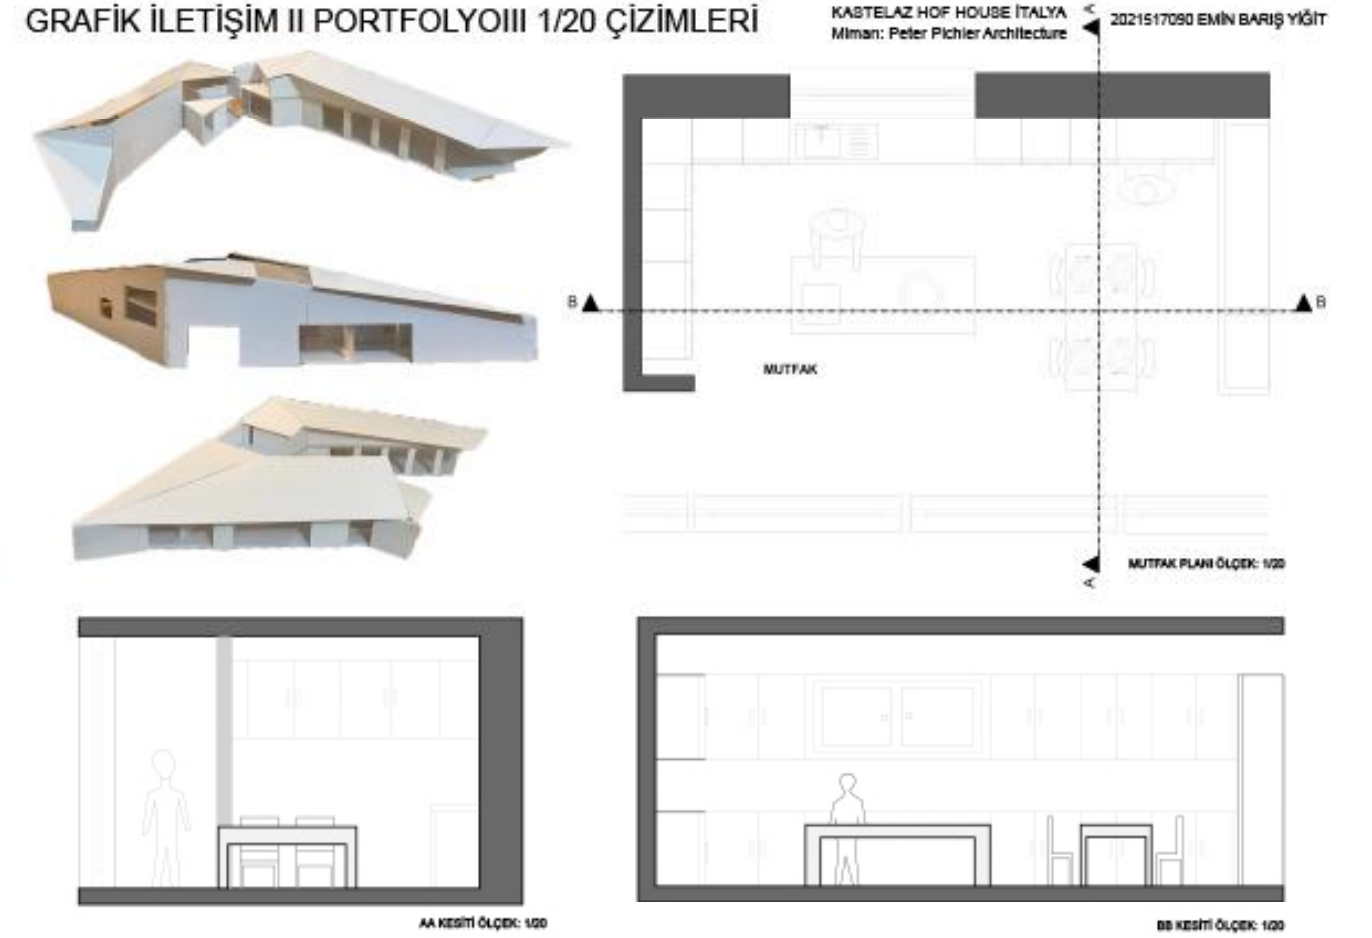 GRAFİK İLETİŞİM II PORTFOLYOIII 1/20 ÇİZİMLERİ
KASTELAZ HOF HOUSE İTALYA
Mimarı: Peter Pichler Architecture
A
2021517090 EMİN BARIŞ YİĞİT
B
B
MUTFAK
A
MUTFAK PLANI ÖLÇEK: 1/20
AA KESİTİ ÖLÇEK: 1/20
BB KESİTİ ÖLÇEK: 1/20